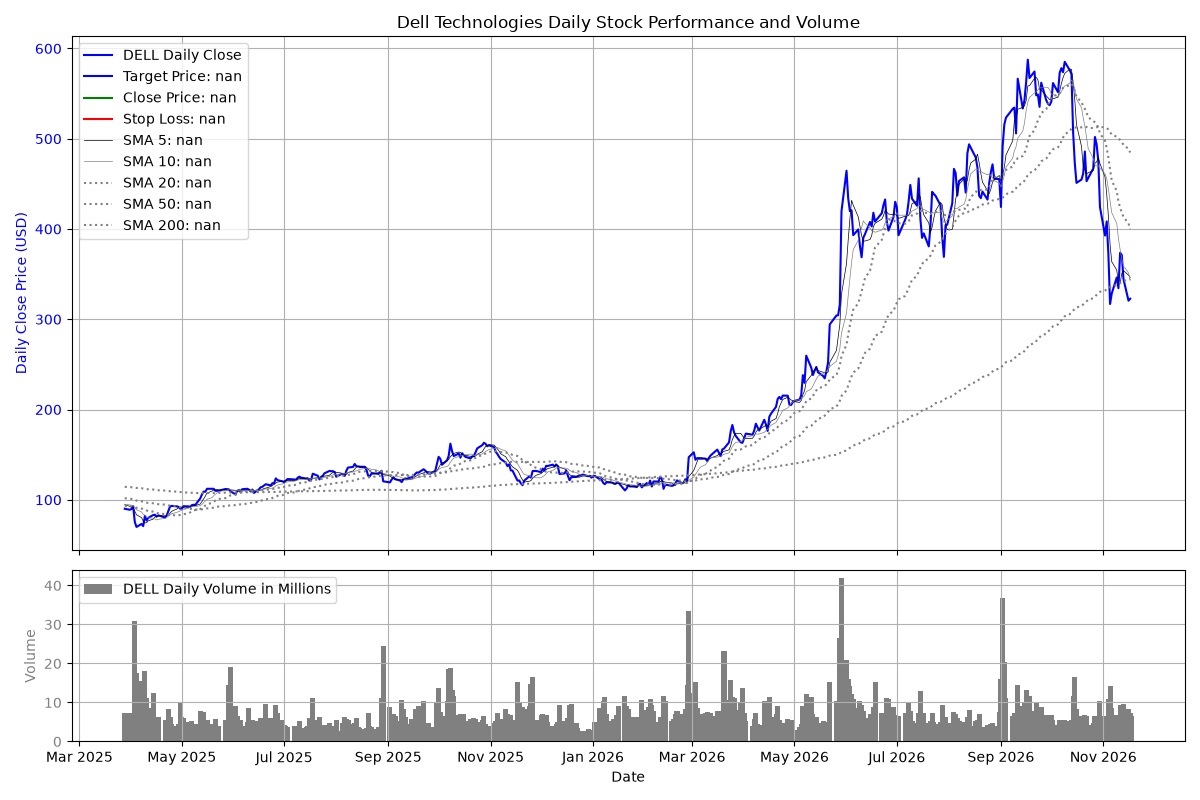 Dell Technologies Daily Stock Performance and Volume
Daily Close Price (USD)
600
500
400
300
200
100
DELL Daily Close
Target Price: nan
Close Price: nan
Stop Loss: nan
SMA 5: nan
SMA 10: nan
SMA 20: nan
SMA 50: nan
SMA 200: nan
Volume
40
30
20
10
0
DELL Daily Volume in Millions
Mar 2025 May 2025 Jul 2025 Sep 2025 Nov 2025 Jan 2026 Mar 2026 May 2026 Jul 2026 Sep 2026 Nov 2026
Date